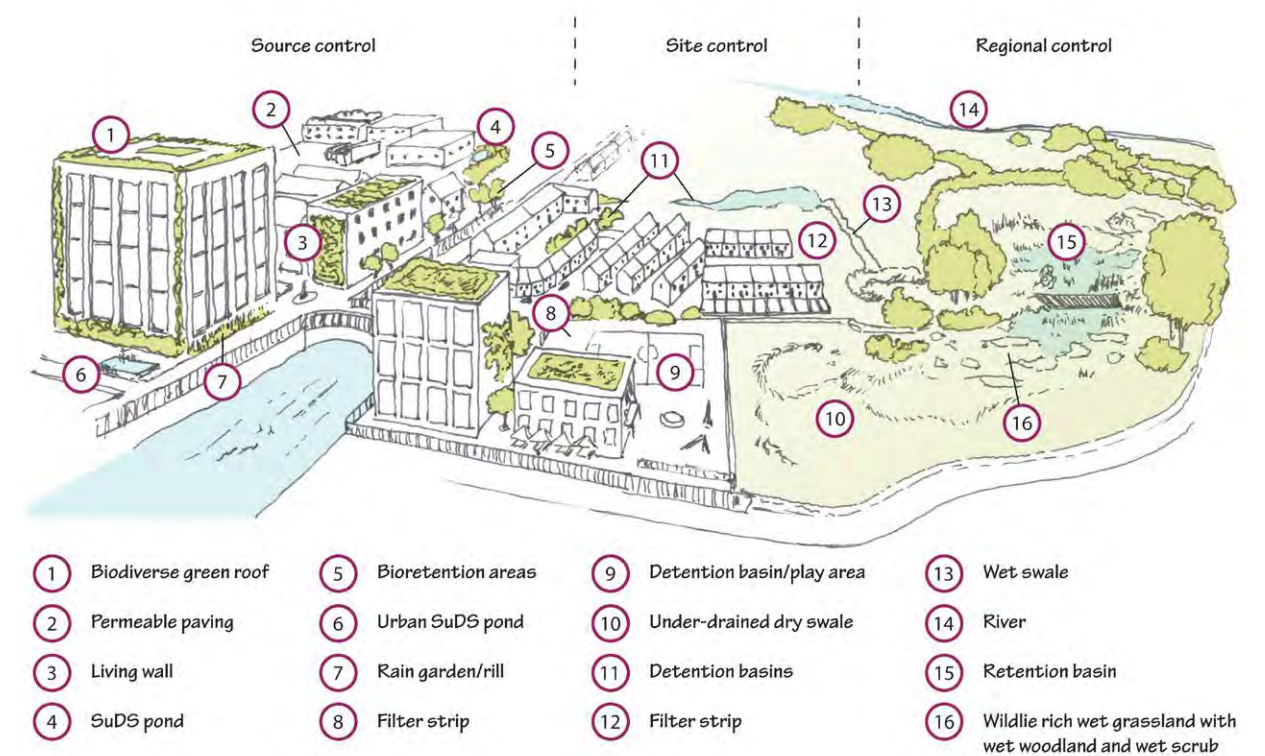 Source control
Site control
Regional control
1
2
3
4
5
6
7
8
9
10
11
12
13
14
15
16
1 Biodiverse green roof
2 Permeable paving
3 Living wall
4 SuDS pond
5 Bioretention areas
6 Urban SuDS pond
7 Rain garden/rill
8 Filter strip
9 Detention basin/play area
10 Under-drained dry swale
11 Detention basins
12 Filter strip
13 Wet swale
14 River
15 Retention basin
16 Wildlie rich wet grassland with
wet woodland and wet scrub